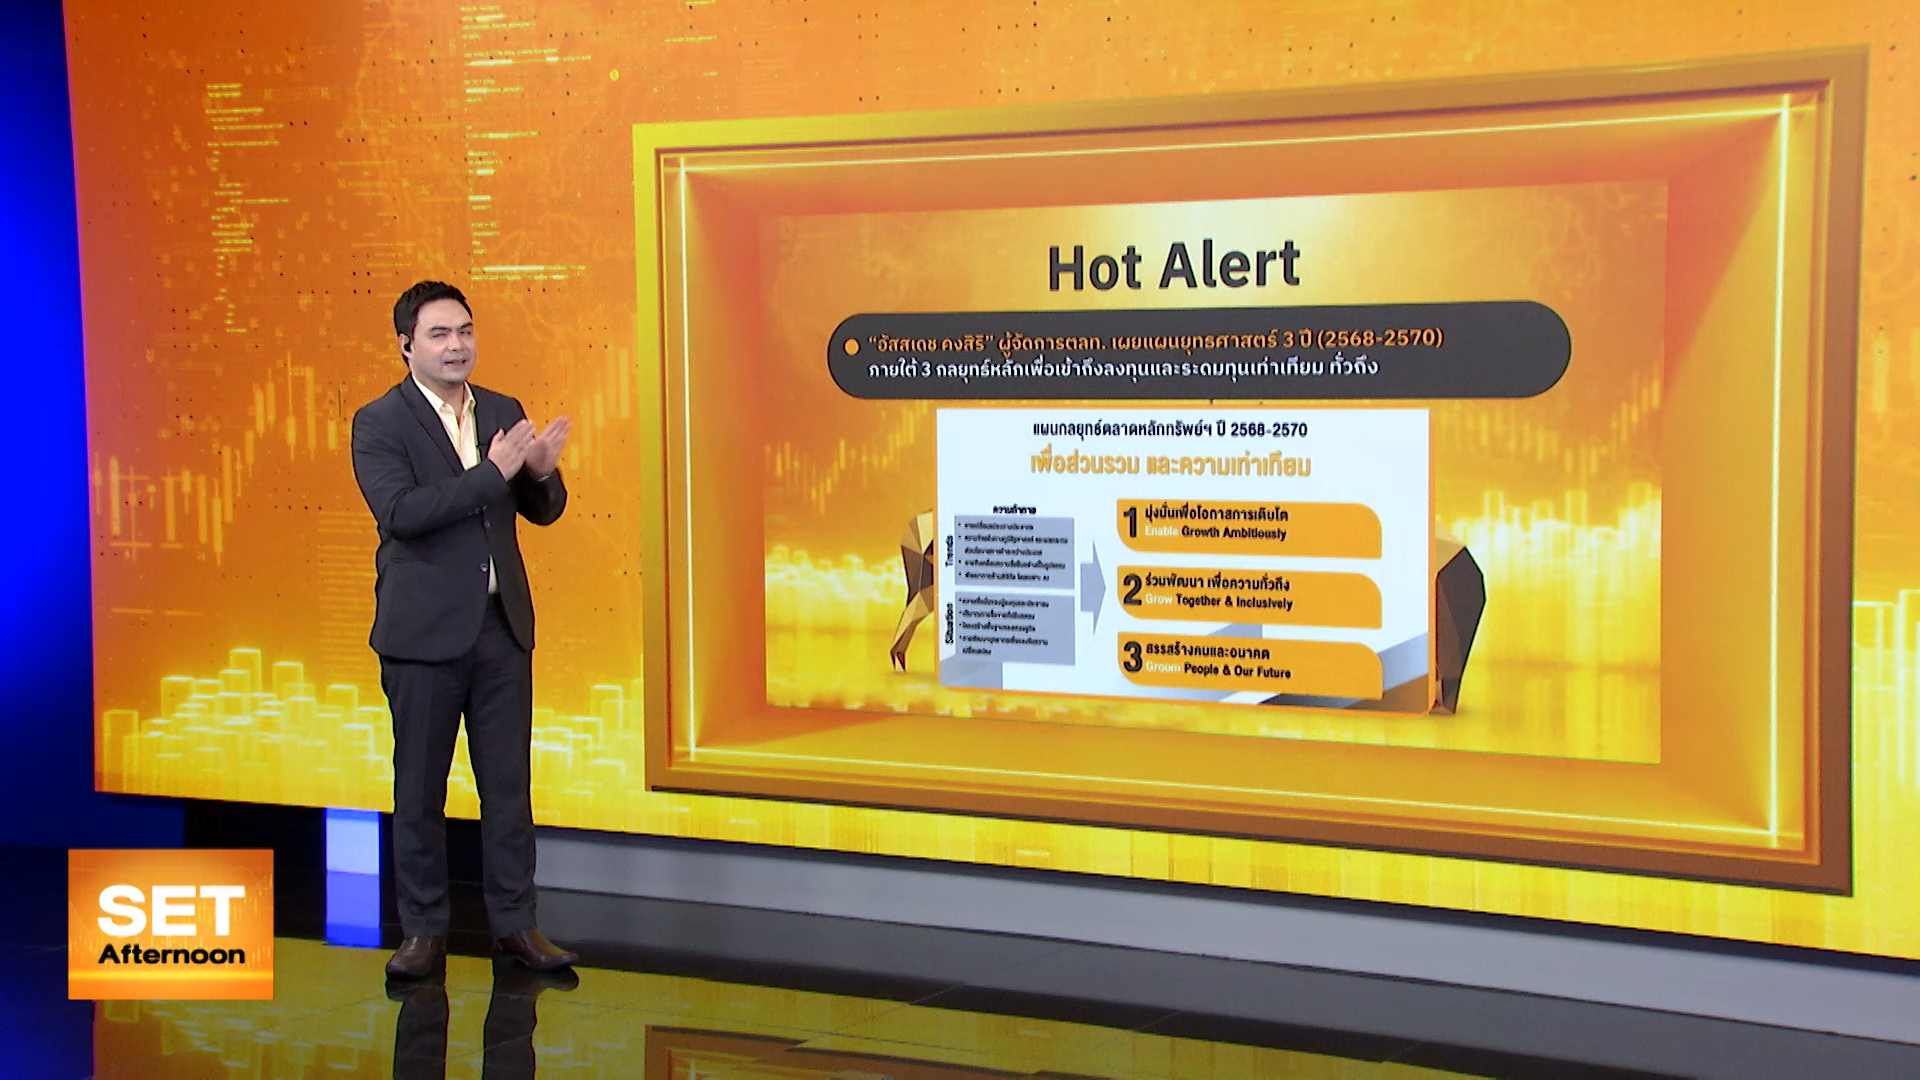 Hot Alert
"อัสสเดช คงสิริ" ผู้จัดการตลท. เผยแผนยุทธศาสตร์ 3 ปี (2568-2570)
ภายใต้ 3 กลยุทธ์หลักเพื่อเข้าถึงลงทุนและระดมทุนเท่าเทียม ทั่วถึง
แผนกลยุทธ์ตลาดหลักทรัพย์ฯ ปี 2568-2570
เพื่อส่วนรวม และความเท่าเทียม
ความท้าทาย
Trends
Situation
1 มุ่งมั่นเพื่อโอกาสการเติบโต
Enable Growth Ambitiously
2 ร่วมพัฒนา เพื่อความทั่วถึง
Grow Together & Inclusively
3 สรรสร้างคนและอนาคต
Groom People & Our Future
SET
Afternoon